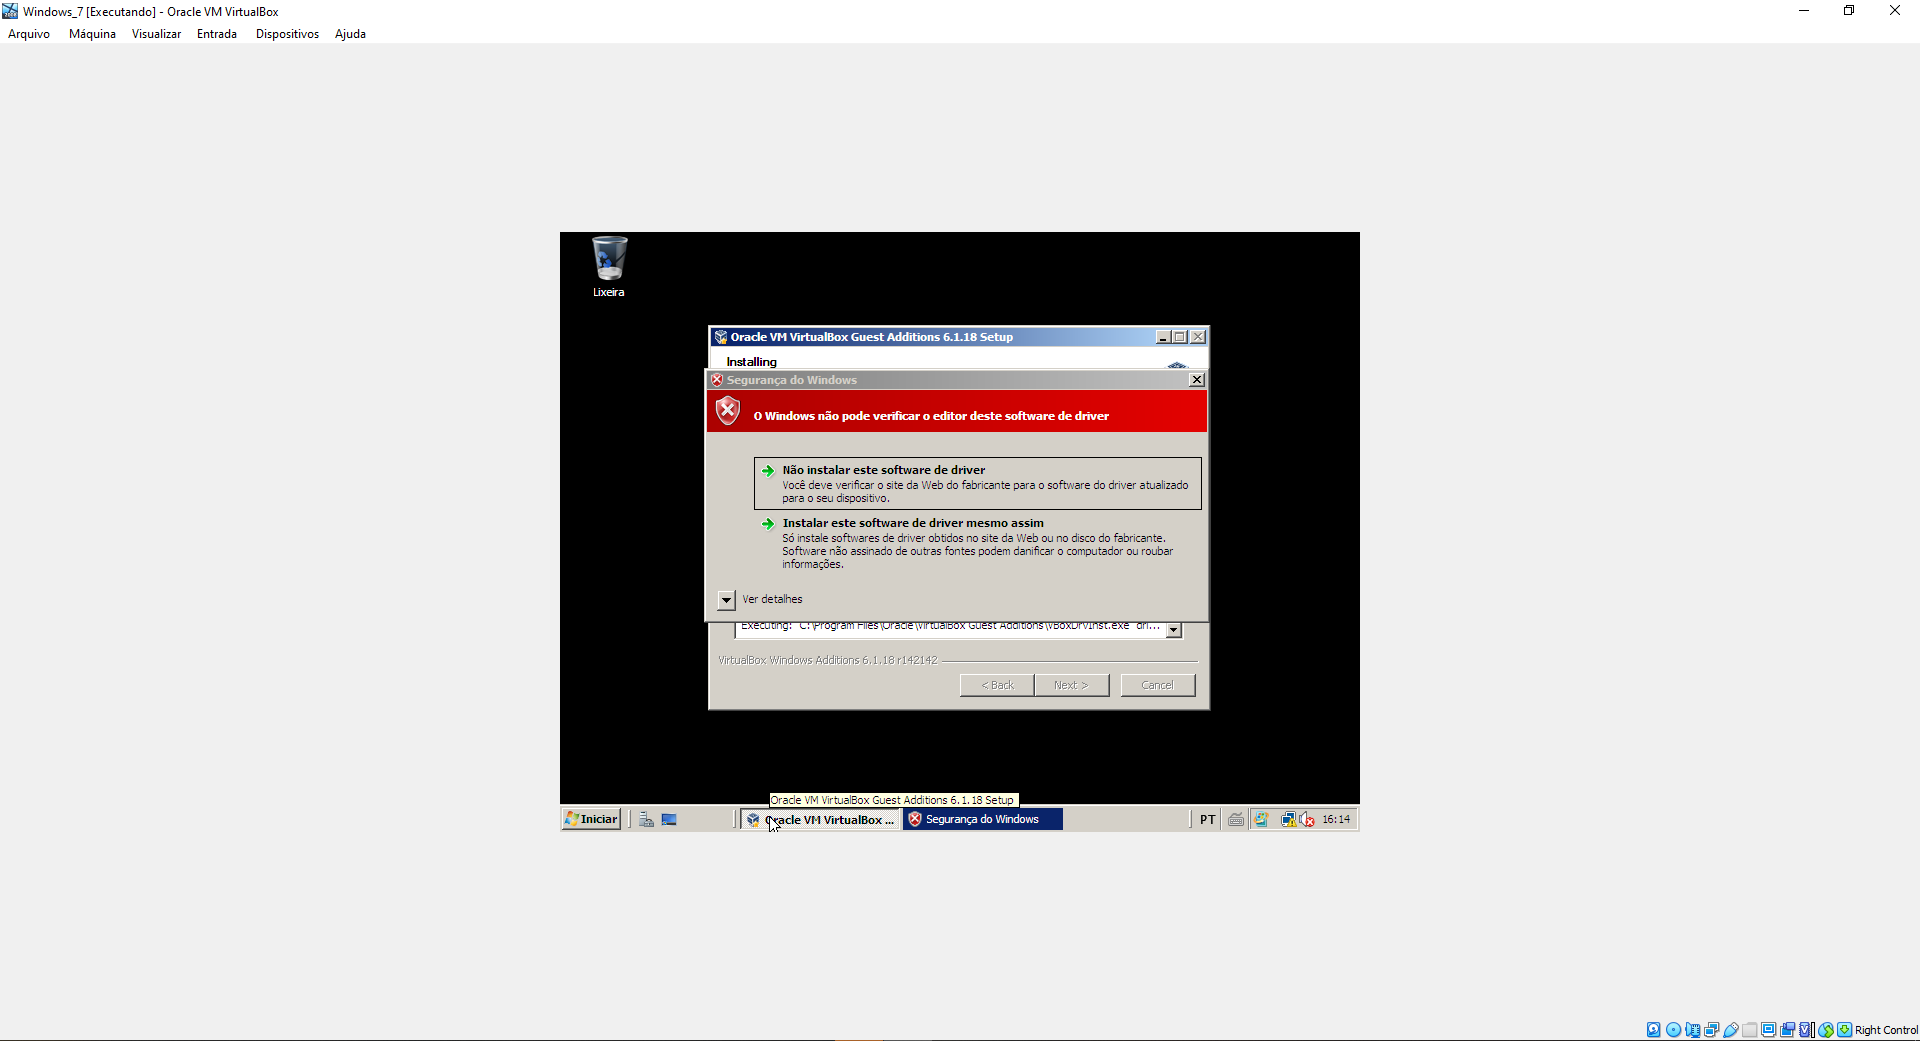 Windows_7 [Executando] - Oracle VM VirtualBox
Arquivo Máquina Visualizar Entrada Dispositivos Ajuda
Lixeira
Oracle VM VirtualBox Guest Additions 6.1.18 Setup
Installing
Segurança do Windows
O Windows não pode verificar o editor deste software de driver
Não instalar este software de driver
Você deve verificar o site da Web do fabricante para o software do driver atualizado
para o seu dispositivo.
Instalar este software de driver mesmo assim
Só instale softwares de driver obtidos no site da Web ou no disco do fabricante.
Software não assinado de outras fontes podem danificar o computador ou roubar
informações.
Ver detalhes
Executing: "C:\Program Files\Oracle\VirtualBox Guest Additions\VBoxDrvInst.exe" dri...
VirtualBox Windows Additions 6.1.18 r142142
< Back Next > Cancel
Oracle VM VirtualBox Guest Additions 6.1.18 Setup
Iniciar Oracle VM VirtualBox ... Segurança do Windows PT 16:14
Right Control